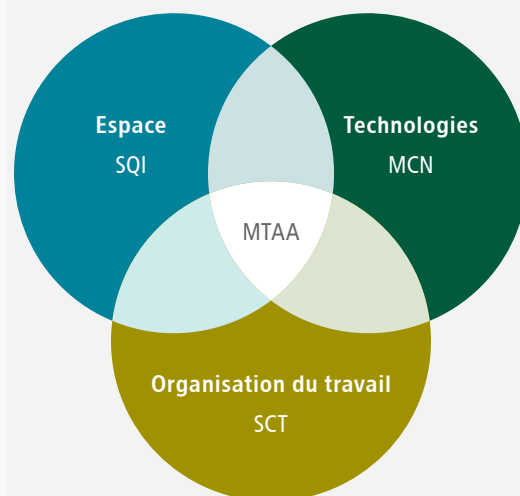 Espace
SQI
Technologies
MCN
MTAA
Organisation du travail
SCT